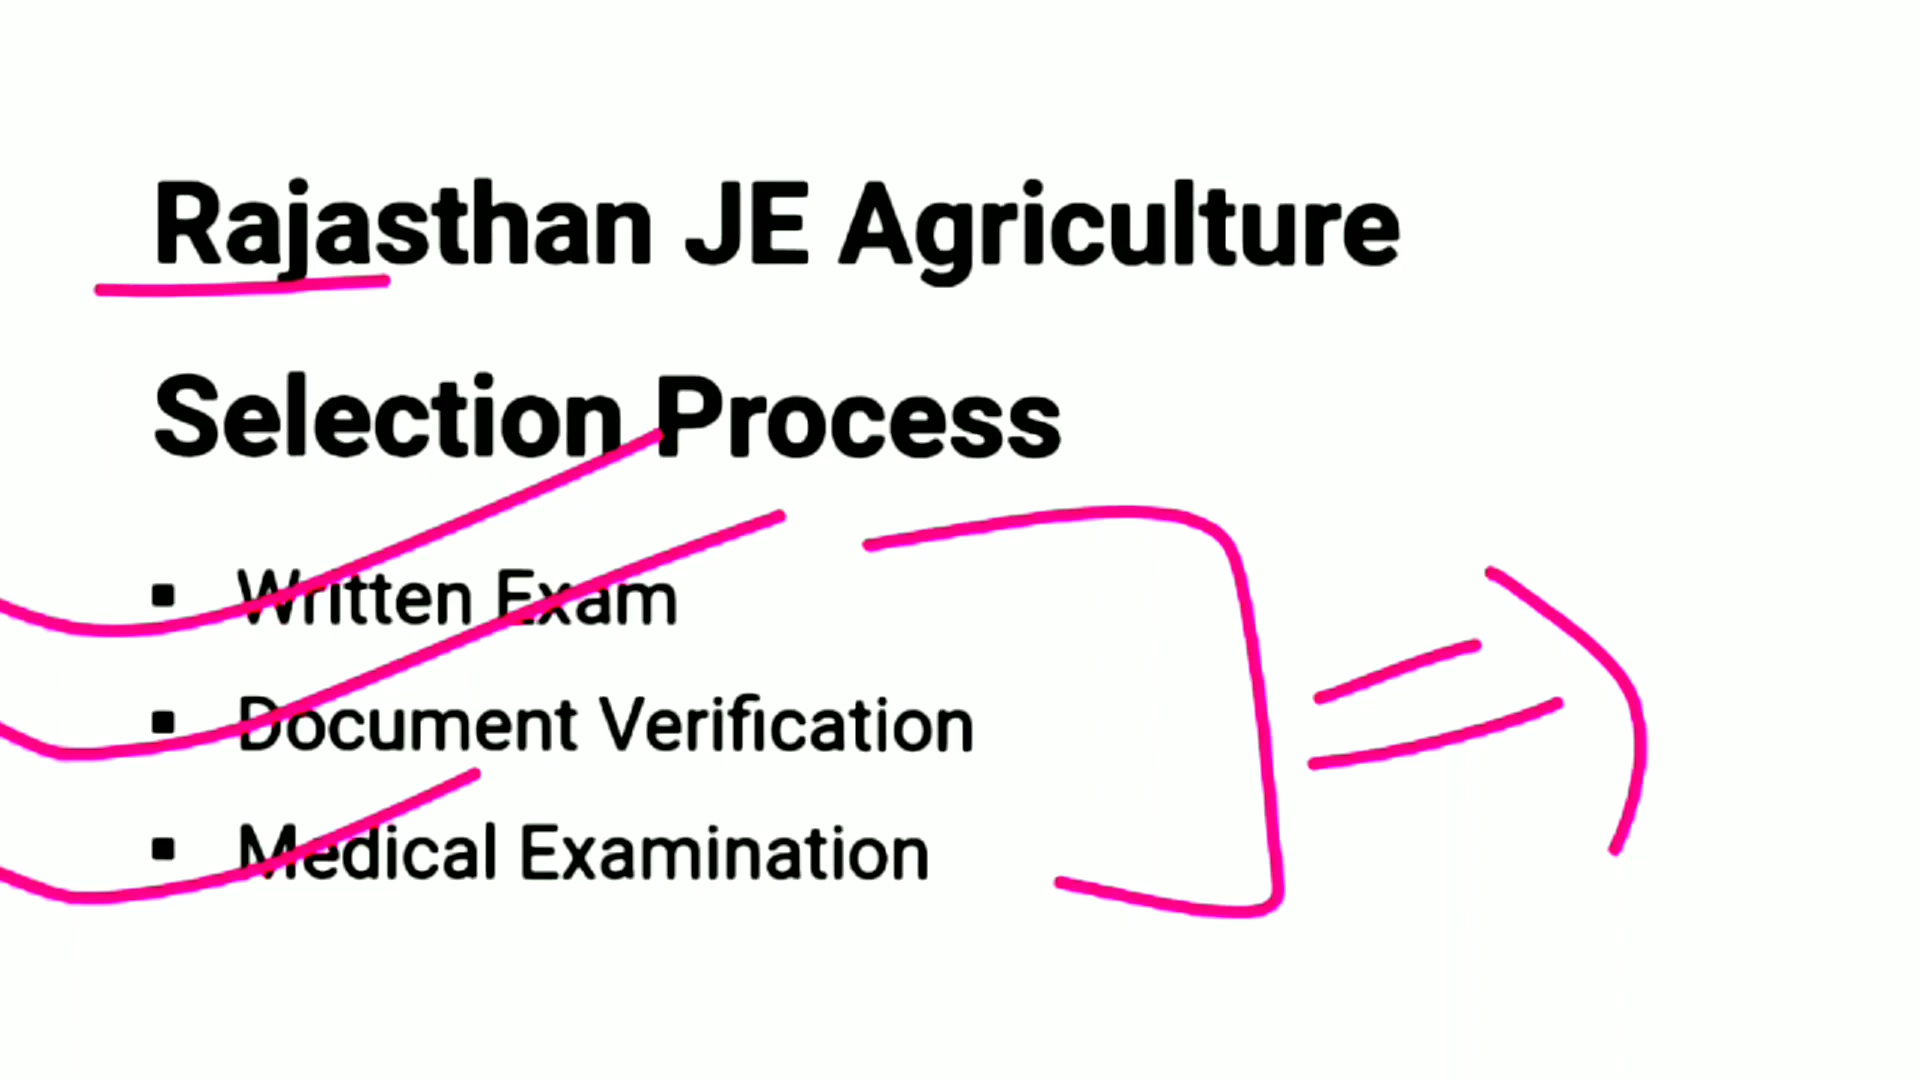 Rajasthan JE Agriculture
Selection Process
▪ Written Exam
▪ Document Verification
▪ Medical Examination